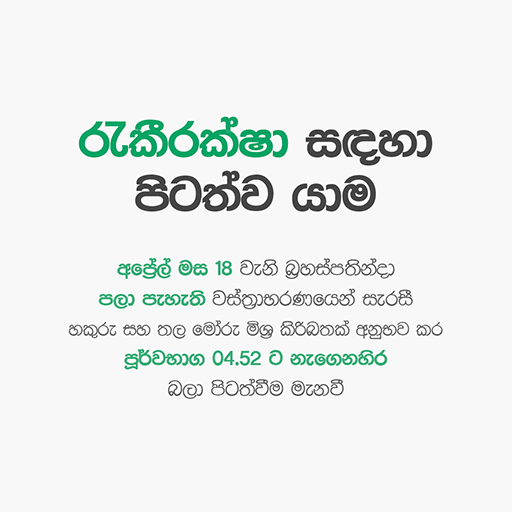 රැකීරක්ෂා සඳහා
පිටත්ව යාම
අප්‍රේල් මස 18 වැනි බ්‍රහස්පතින්දා
පලා පැහැති වස්ත්‍රාභරණයෙන් සැරසී
හකුරු සහ තල මෝරු මිශ්‍ර කිරිබතක් අනුභව කර
පූර්වභාග 04.52 ට නැගෙනහිර
බලා පිටත්වීම මැනවි